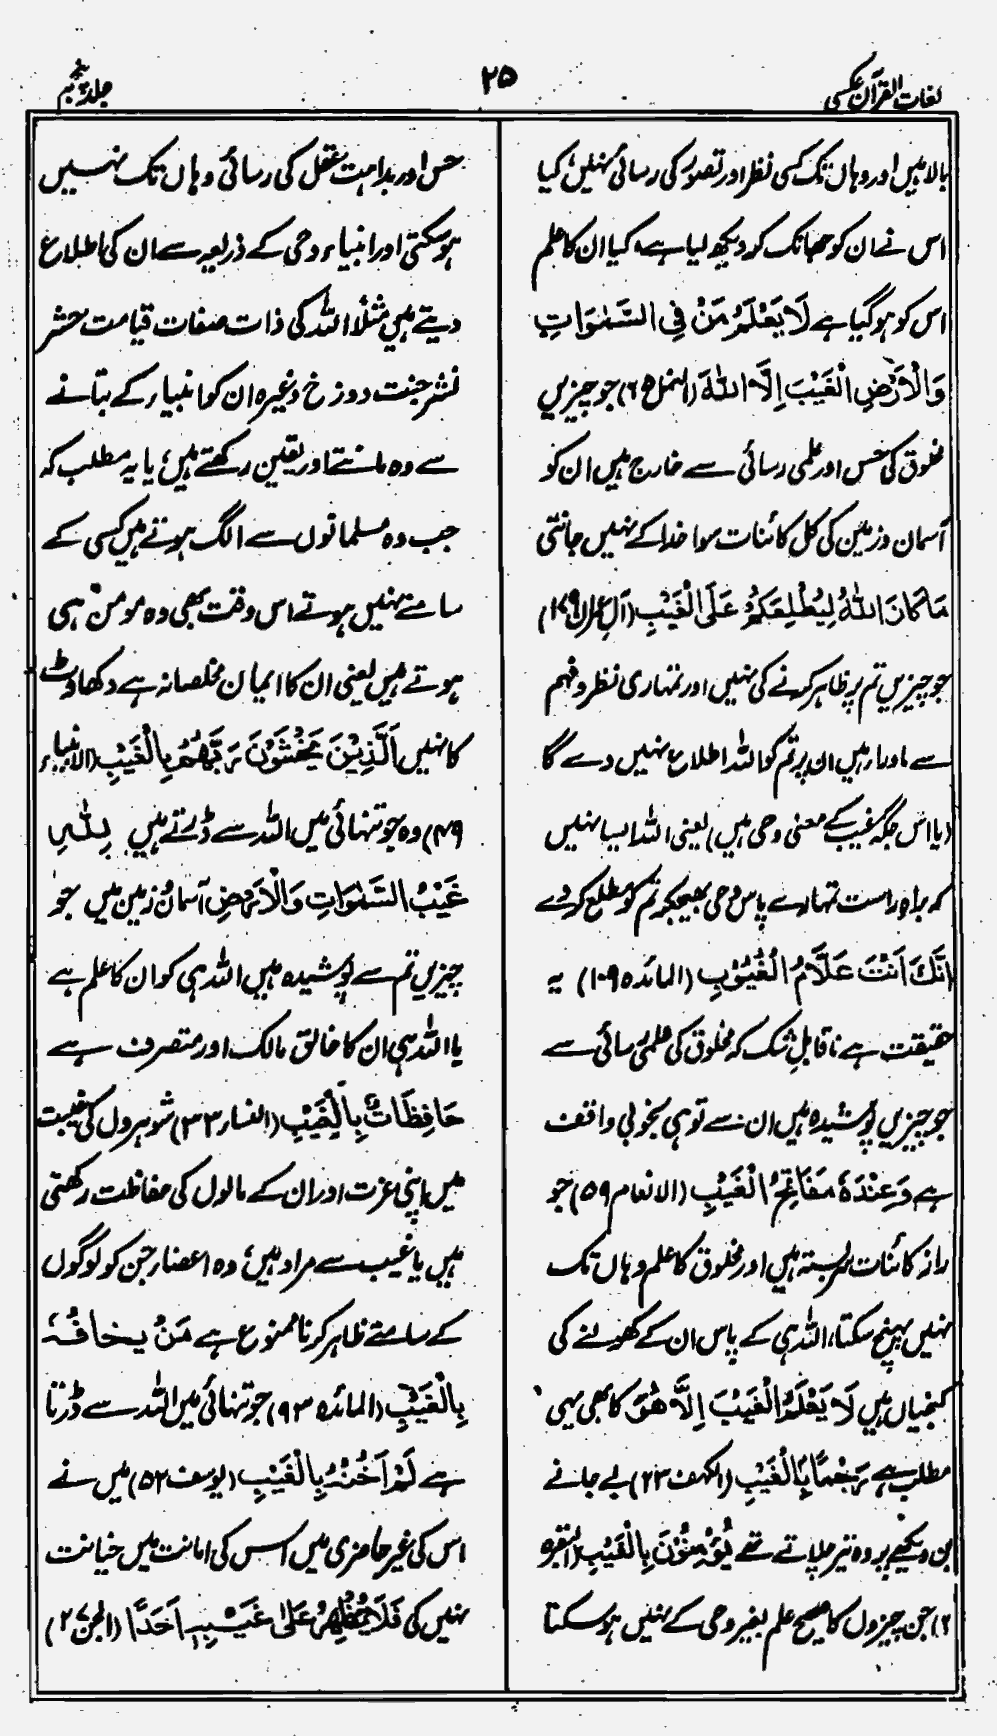 لغات القرآن عکسی
۲۵
جلد پنجم
بالا ہیں اور وہاں تک کسی نظر اور تصور کی رسائی نہیں، کیا
اس نے ان کو جھانک کر دیکھ لیا ہے، کیا ان کا علم
اس کو ہو گیا ہے لَا یَعْلَمُ مَنْ فِی السَّمٰوَاتِ
وَالْاَرْضِ الْغَیْبَ اِلَّا اللّٰهَ (النمل ۶۵) جو چیزیں
مخلوق کی حس اور علمی رسائی سے خارج ہیں ان کو
آسمان و زمین کی کل کائنات سوا خدا کے نہیں جانتی
مَا کَانَ اللّٰهُ لِیُطْلِعَکُمْ عَلَی الْغَیْبِ (آل عمران ۱۷۹)
جو چیزیں تم پر ظاہر کرنے کی نہیں اور تمہاری نظر و فہم
سے ماورا ہیں ان پر تم کو اللہ اطلاع نہیں دے گا
(یا اس جگہ غیب کے معنی وحی ہیں) یعنی اللہ ایسا نہیں
کہ براہ راست تمہارے پاس وحی بھیجکر تم کو مطلع کر دے
اِنَّکَ اَنْتَ عَلَّامُ الْغُیُوْبِ (المائدہ ۱۰۹) یہ
حقیقت ہے ناقابل شک کہ مخلوق کی علمی رسائی سے
جو چیزیں پوشیدہ ہیں ان سے تو ہی بخوبی واقف
ہے وَعِنْدَهٗ مَفَاتِحُ الْغَیْبِ (الانعام ۵۹) جو
راز کائنات سربستہ ہیں اور مخلوق کا علم وہاں تک
نہیں پہنچ سکتا، اللہ ہی کے پاس ان کے کھولنے کی
کنجیاں ہیں لَا یَعْلَمُ الْغَیْبَ اِلَّا هُوَ کا بھی یہی
مطلب ہے رَجْمًا بِالْغَیْبِ (الکہف ۲۲) بے جانے
بن دیکھے پر وہ تیر چلاتے تھے یُؤْمِنُوْنَ بِالْغَیْبِ (البقرہ
۲) جن چیزوں کا صحیح علم بغیر وحی کے نہیں ہو سکتا
حس اور بداہت عقل کی رسائی وہاں تک نہیں
ہو سکتی اور انبیاء وحی کے ذریعہ سے ان کی اطلاع
دیتے ہیں مثلاً اللہ کی ذات صفات قیامت حشر
نشر جنت دوزخ وغیرہ ان کو انبیاء کے بتانے
سے وہ مانتے اور یقین رکھتے ہیں، یا یہ مطلب کہ
جب وہ مسلمانوں سے الگ ہوتے ہیں کسی کے
سامنے نہیں ہوتے اس وقت بھی وہ مومن ہی
ہوتے ہیں یعنی ان کا ایمان مخلصانہ ہے دکھاوٹ
کا نہیں اَلَّذِیْنَ یَخْشَوْنَ رَبَّهُمْ بِالْغَیْبِ (الانبیاء
۴۹) وہ جو تنہائی میں اللہ سے ڈرتے ہیں بِلّٰهِ
غَیْبُ السَّمٰوَاتِ وَالْاَرْضِ آسمان زمین میں جو
چیزیں تم سے پوشیدہ ہیں اللہ ہی کو ان کا علم ہے
یا اللہ ہی ان کا خالق مالک اور متصرف ہے
حَافِظَاتٌ بِالْغَیْبِ (النساء ۳۴) شوہروں کی غیبت
میں اپنی عزت اور ان کے مالوں کی حفاظت رکھتی
ہیں یا غیب سے مراد ہیں، وہ اعضاء جن کو لوگوں
کے سامنے ظاہر کرنا ممنوع ہے مَنْ یَخَافُهٗ
بِالْغَیْبِ (المائدہ ۹۴) جو تنہائی میں اللہ سے ڈرتا
ہے لَمْ اَخُنْهُ بِالْغَیْبِ (یوسف ۵۲) میں نے
اس کی غیر حاضری میں اس کی امانت میں خیانت
نہیں کی فَلَا یُظْهِرُ عَلٰی غَیْبِهٖ اَحَدًا (الجن ۲۷)